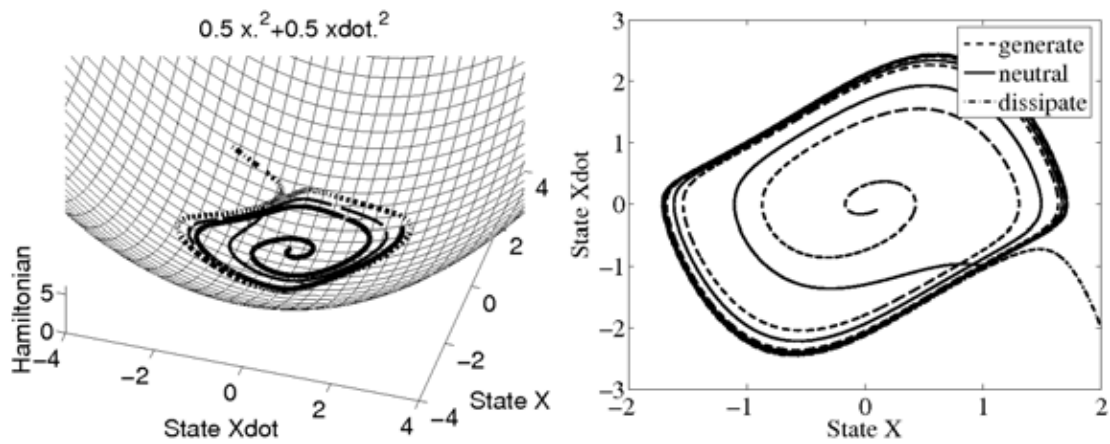 0.5 x.²+0.5 xdot.²
Hamiltonian
5
0
−4
−2
0
2
4
State Xdot
−4
−2
0
2
4
State X
3
2
1
0
−1
−2
−3
State Xdot
−2
−1
0
1
2
State X
generate
neutral
dissipate